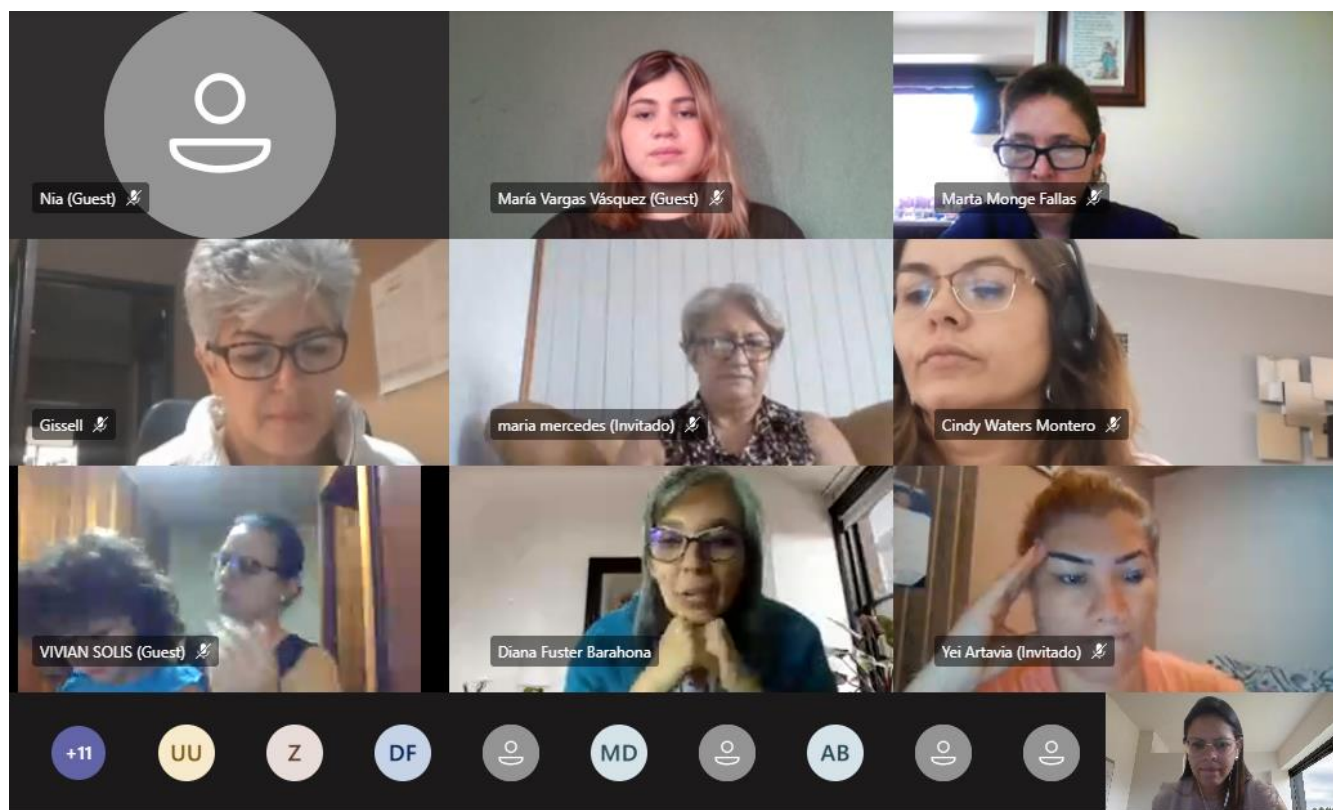 Nia (Guest)
María Vargas Vásquez (Guest)
Marta Monge Fallas
Gissell
maria mercedes (Invitado)
Cindy Waters Montero
VIVIAN SOLIS (Guest)
Diana Fuster Barahona
Yei Artavia (Invitado)
+11
UU
Z
DF
MD
AB